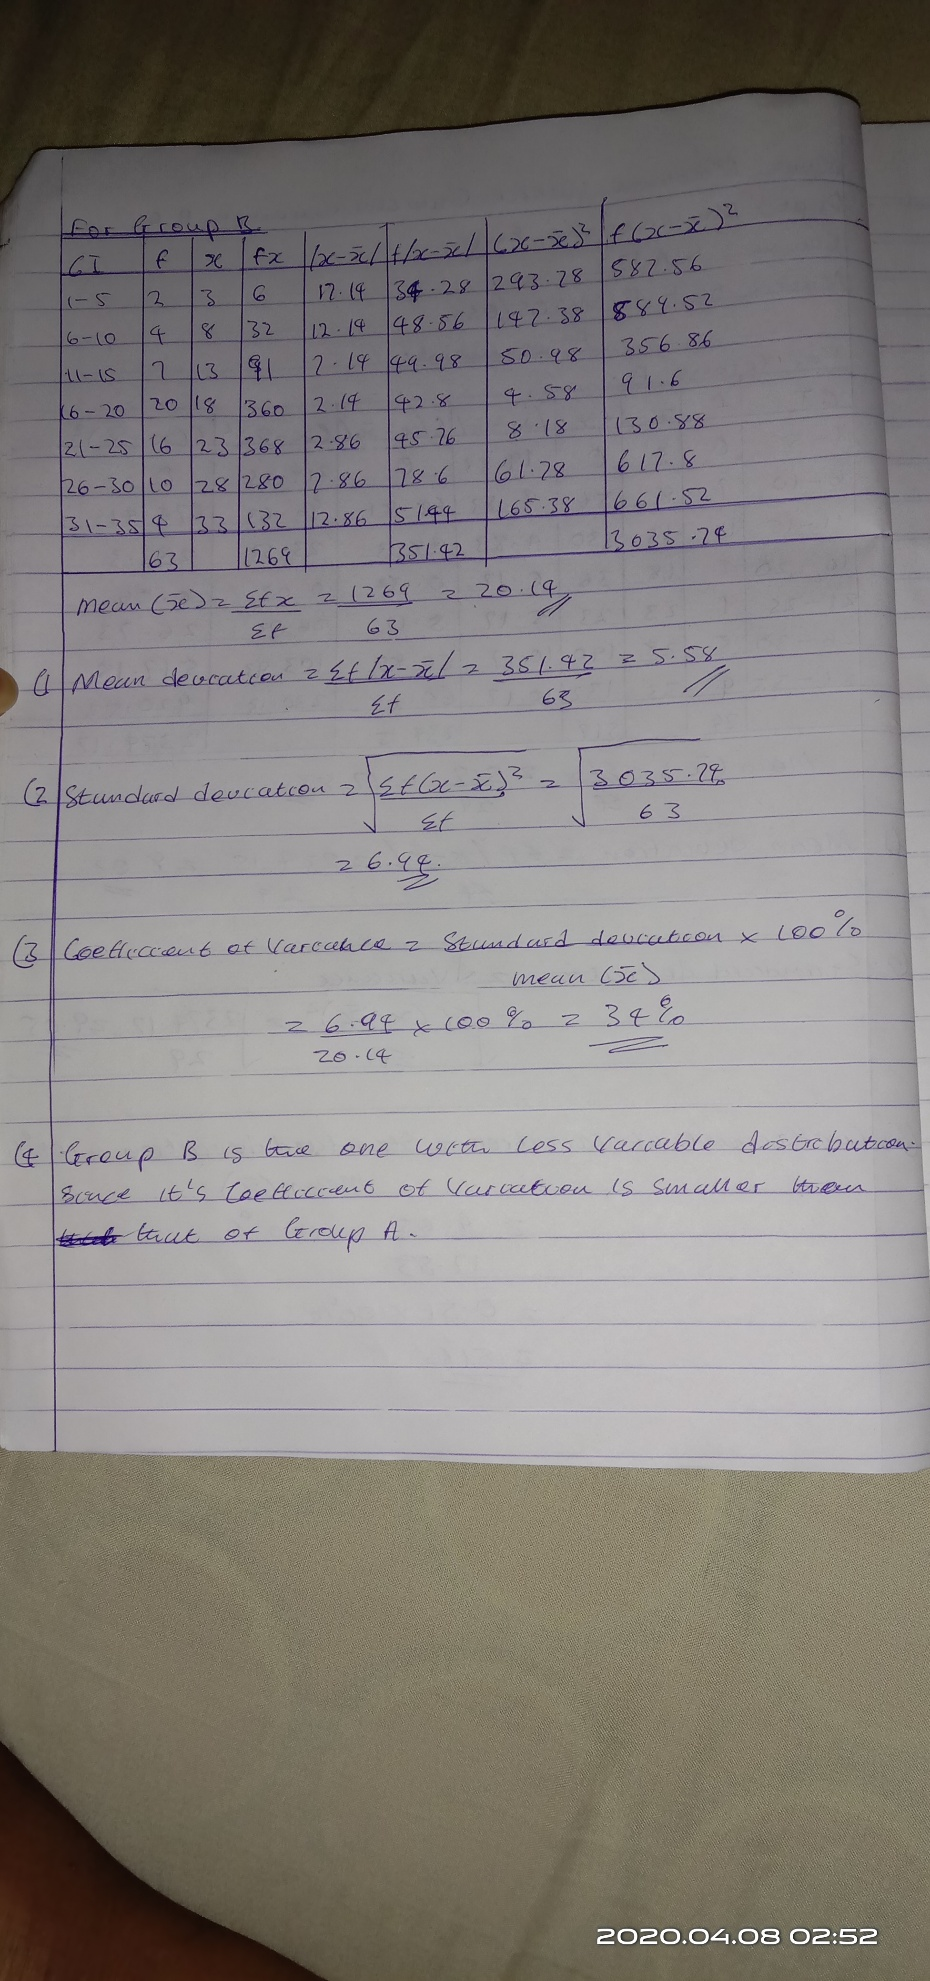 For Group B
CI f x fx |x-x̄| f|x-x̄| (x-x̄)² f(x-x̄)²
1-5 2 3 6 17.14 34.28 293.78 587.56
6-10 4 8 32 12.14 48.56 147.38 589.52
11-15 7 13 91 7.14 49.98 50.98 356.86
16-20 20 18 360 2.14 42.8 4.58 91.6
21-25 16 23 368 2.86 45.76 8.18 130.88
26-30 10 28 280 7.86 78.6 61.78 617.8
31-35 4 33 132 12.86 51.44 165.38 661.52
63 1269 351.42 3035.74
Mean (x̄) = Σfx = 1269 = 20.14
Σf 63
(1 Mean deviation = Σf|x-x̄| = 351.42 = 5.58
Σf 63
(2 Standard deviation = √Σf(x-x̄)² = √3035.74
Σf 63
= 6.94.
(3 Coefficient of Variance = Standard deviation × 100%
mean (x̄)
= 6.94 × 100% = 34%
20.14
(4 Group B is the one with less variable distribution.
Since it's Coefficient of Variation is smaller than
that of Group A.
2020.04.08 02:52